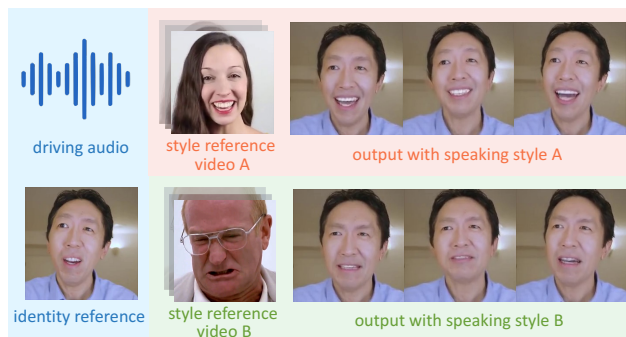 driving audio
style reference
video A
output with speaking style A
identity reference
style reference
video B
output with speaking style B